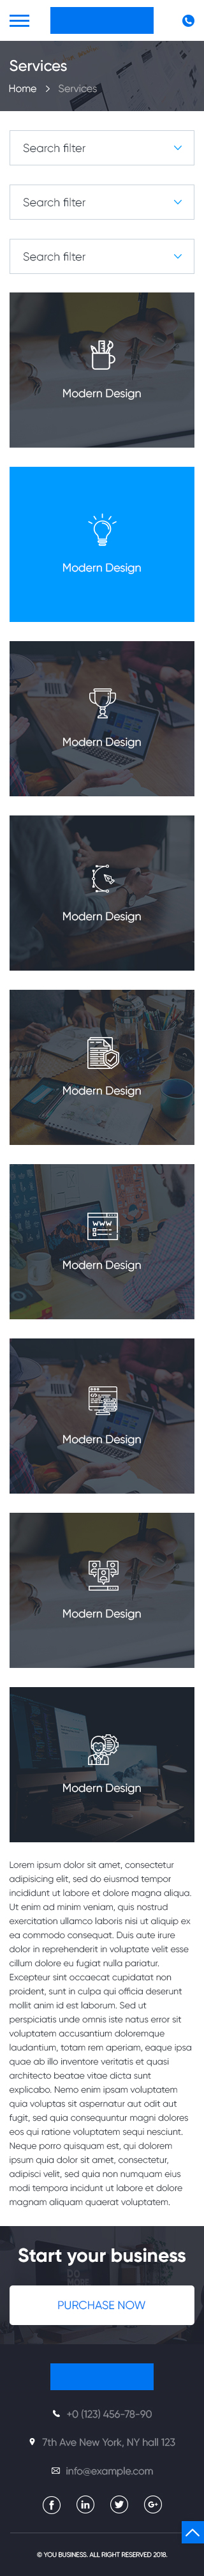 Services
Home > Services
Search filter
Search filter
Search filter
Modern Design
Modern Design
Modern Design
Modern Design
Modern Design
WWW
Modern Design
Modern Design
Modern Design
Modern Design
Lorem ipsum dolor sit amet, consectetur
adipisicing elit, sed do eiusmod tempor
incididunt ut labore et dolore magna aliqua.
Ut enim ad minim veniam, quis nostrud
exercitation ullamco laboris nisi ut aliquip ex
ea commodo consequat. Duis aute irure
dolor in reprehenderit in voluptate velit esse
cillum dolore eu fugiat nulla pariatur.
Excepteur sint occaecat cupidatat non
proident, sunt in culpa qui officia deserunt
mollit anim id est laborum. Sed ut
perspiciatis unde omnis iste natus error sit
voluptatem accusantium doloremque
laudantium, totam rem aperiam, eaque ipsa
quae ab illo inventore veritatis et quasi
architecto beatae vitae dicta sunt
explicabo. Nemo enim ipsam voluptatem
quia voluptas sit aspernatur aut odit aut
fugit, sed quia consequuntur magni dolores
eos qui ratione voluptatem sequi nesciunt.
Neque porro quisquam est, qui dolorem
ipsum quia dolor sit amet, consectetur,
adipisci velit, sed quia non numquam eius
modi tempora incidunt ut labore et dolore
magnam aliquam quaerat voluptatem.
Start your business
PURCHASE NOW
+0 (123) 456-78-90
7th Ave New York, NY hall 123
info@example.com
© YOU BUSINESS. ALL RIGHT RESERVED 2018.